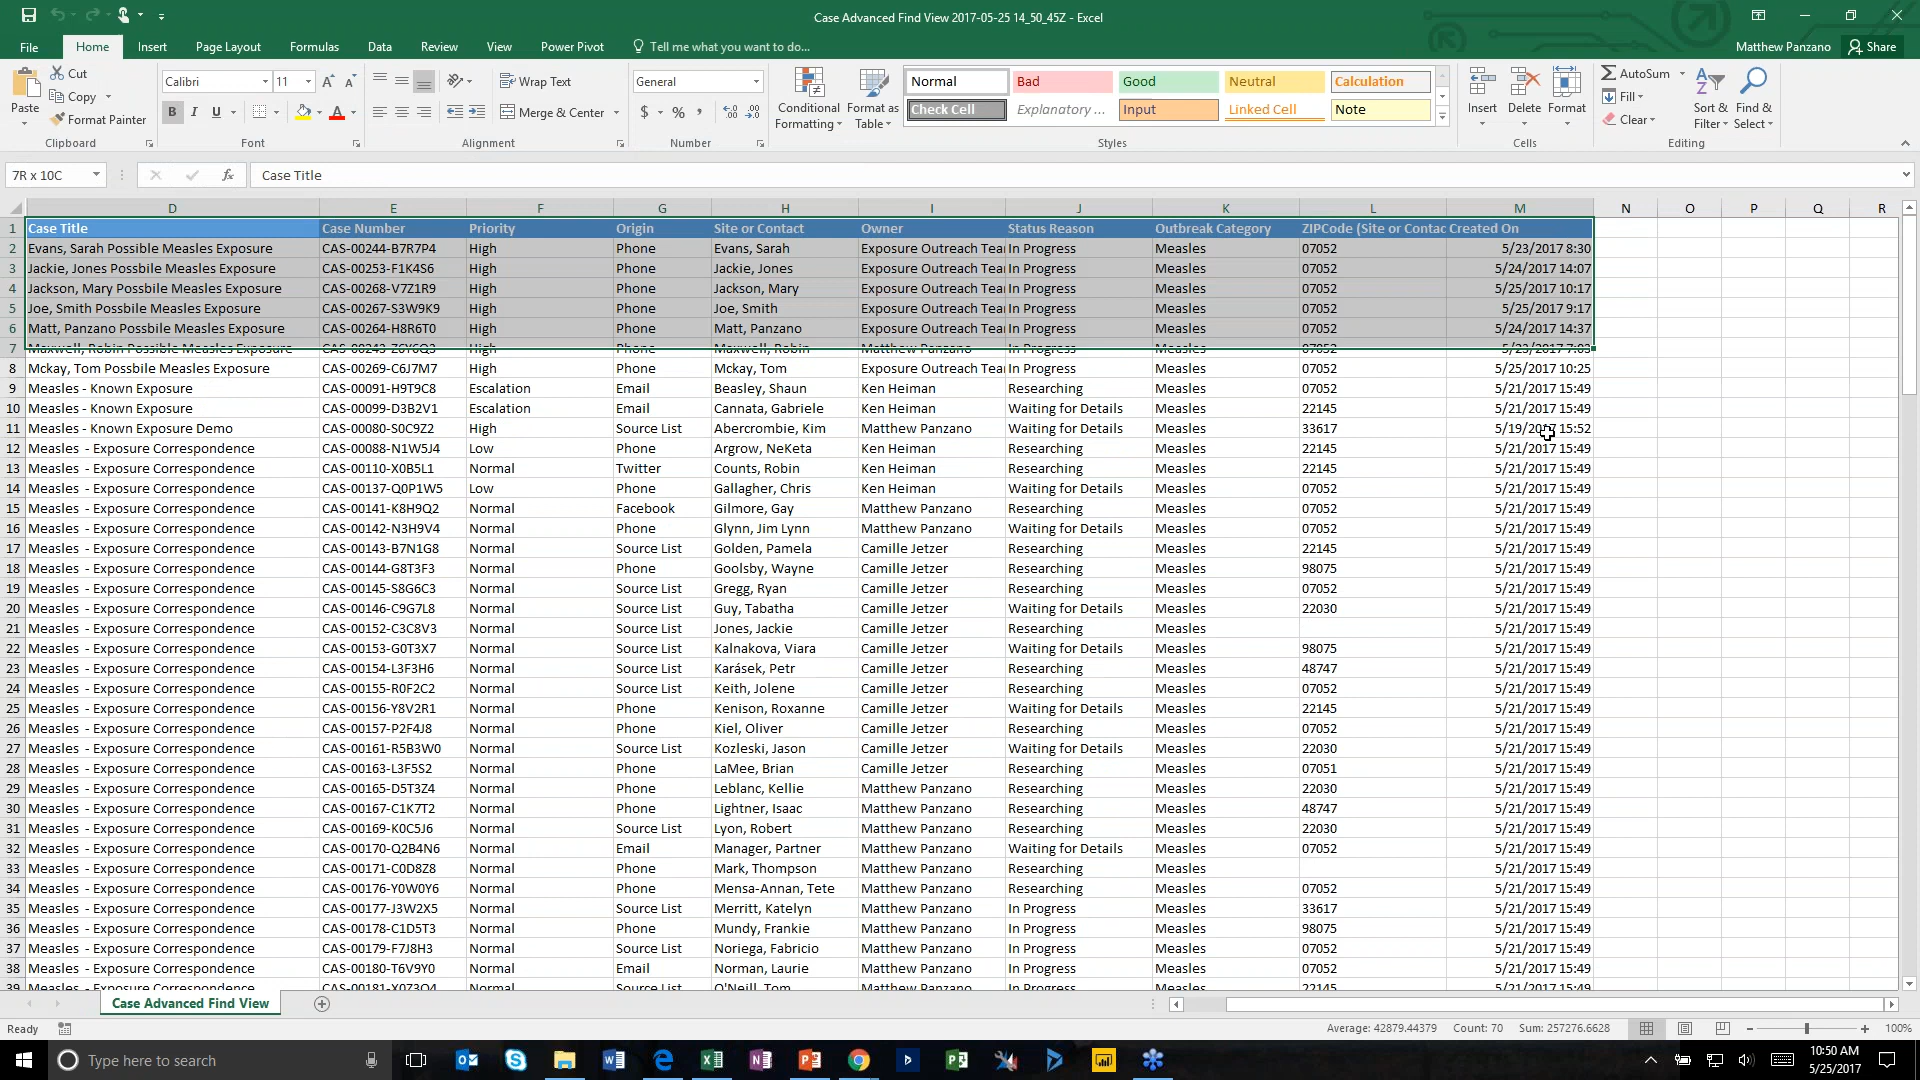 Case Advanced Find View 2017-05-25 14_50_45Z - Excel
File Home Insert Page Layout Formulas Data Review View Power Pivot Tell me what you want to do... Matthew Panzano Share
Paste Cut Copy Format Painter Clipboard
Calibri 11 B I U A Font
Wrap Text Merge & Center Alignment
General $ % Number
Conditional Formatting Format as Table
Normal Bad Good Neutral Calculation
Check Cell Explanatory ... Input Linked Cell Note
Styles
Insert Delete Format Cells
AutoSum Fill Clear Sort & Filter Find & Select Editing
7R x 10C fx Case Title
D E F G H I J K L M N O P Q R
1 Case Title Case Number Priority Origin Site or Contact Owner Status Reason Outbreak Category ZIPCode (Site or Contac Created On
2 Evans, Sarah Possible Measles Exposure CAS-00244-B7R7P4 High Phone Evans, Sarah Exposure Outreach Tear In Progress Measles 07052 5/23/2017 8:30
3 Jackie, Jones Possbile Measles Exposure CAS-00253-F1K4S6 High Phone Jackie, Jones Exposure Outreach Tear In Progress Measles 07052 5/24/2017 14:07
4 Jackson, Mary Possbile Measles Exposure CAS-00268-V7Z1R9 High Phone Jackson, Mary Exposure Outreach Tear In Progress Measles 07052 5/25/2017 10:17
5 Joe, Smith Possbile Measles Exposure CAS-00267-S3W9K9 High Phone Joe, Smith Exposure Outreach Tear In Progress Measles 07052 5/25/2017 9:17
6 Matt, Panzano Possbile Measles Exposure CAS-00264-H8R6T0 High Phone Matt, Panzano Exposure Outreach Tear In Progress Measles 07052 5/24/2017 14:37
7 Maxwell, Robin Possible Measles Exposure High Phone Maxwell, Robin Matthew Panzano In Progress Measles 07052
8 Mckay, Tom Possible Measles Exposure CAS-00269-C6J7M7 High Phone Mckay, Tom Exposure Outreach Tear In Progress Measles 07052 5/25/2017 10:25
9 Measles - Known Exposure CAS-00091-H9T9C8 Escalation Email Beasley, Shaun Ken Heiman Researching Measles 07052 5/21/2017 15:49
10 Measles - Known Exposure CAS-00099-D3B2V1 Escalation Email Cannata, Gabriele Ken Heiman Waiting for Details Measles 22145 5/21/2017 15:49
11 Measles - Known Exposure Demo CAS-00080-S0C9Z2 High Source List Abercrombie, Kim Matthew Panzano Waiting for Details Measles 33617 5/19/2017 15:52
12 Measles - Exposure Correspondence CAS-00088-N1W5J4 Low Phone Argrow, NeKeta Ken Heiman Researching Measles 22145 5/21/2017 15:49
13 Measles - Exposure Correspondence CAS-00110-X0B5L1 Normal Twitter Counts, Robin Ken Heiman Researching Measles 22145 5/21/2017 15:49
14 Measles - Exposure Correspondence CAS-00137-Q0P1W5 Low Phone Gallagher, Chris Ken Heiman Waiting for Details Measles 07052 5/21/2017 15:49
15 Measles - Exposure Correspondence CAS-00141-K8H9Q2 Normal Facebook Gilmore, Gay Matthew Panzano Researching Measles 07052 5/21/2017 15:49
16 Measles - Exposure Correspondence CAS-00142-N3H9V4 Normal Phone Glynn, Jim Lynn Matthew Panzano Waiting for Details Measles 07052 5/21/2017 15:49
17 Measles - Exposure Correspondence CAS-00143-B7N1G8 Normal Source List Golden, Pamela Camille Jetzer Researching Measles 22145 5/21/2017 15:49
18 Measles - Exposure Correspondence CAS-00144-G8T3F3 Normal Phone Goolsby, Wayne Camille Jetzer Researching Measles 98075 5/21/2017 15:49
19 Measles - Exposure Correspondence CAS-00145-S8G6C3 Normal Source List Gregg, Ryan Camille Jetzer Researching Measles 07052 5/21/2017 15:49
20 Measles - Exposure Correspondence CAS-00146-C9G7L8 Normal Source List Guy, Tabatha Camille Jetzer Waiting for Details Measles 22030 5/21/2017 15:49
21 Measles - Exposure Correspondence CAS-00152-C3C8V3 Normal Source List Jones, Jackie Camille Jetzer Researching Measles 5/21/2017 15:49
22 Measles - Exposure Correspondence CAS-00153-G0T3X7 Normal Source List Kalnakova, Viara Camille Jetzer Waiting for Details Measles 98075 5/21/2017 15:49
23 Measles - Exposure Correspondence CAS-00154-L3F3H6 Normal Source List Karásek, Petr Camille Jetzer Researching Measles 48747 5/21/2017 15:49
24 Measles - Exposure Correspondence CAS-00155-R0F2C2 Normal Source List Keith, Jolene Camille Jetzer Researching Measles 07052 5/21/2017 15:49
25 Measles - Exposure Correspondence CAS-00156-Y8V2R1 Normal Phone Kenison, Roxanne Camille Jetzer Waiting for Details Measles 22145 5/21/2017 15:49
26 Measles - Exposure Correspondence CAS-00157-P2F4J8 Normal Phone Kiel, Oliver Camille Jetzer Researching Measles 07052 5/21/2017 15:49
27 Measles - Exposure Correspondence CAS-00161-R5B3W0 Normal Source List Kozleski, Jason Camille Jetzer Waiting for Details Measles 22030 5/21/2017 15:49
28 Measles - Exposure Correspondence CAS-00163-L3F5S2 Normal Phone LaMee, Brian Camille Jetzer Researching Measles 07051 5/21/2017 15:49
29 Measles - Exposure Correspondence CAS-00165-D5T3Z4 Normal Phone Leblanc, Kellie Matthew Panzano Researching Measles 22030 5/21/2017 15:49
30 Measles - Exposure Correspondence CAS-00167-C1K7T2 Normal Phone Lightner, Isaac Matthew Panzano Researching Measles 48747 5/21/2017 15:49
31 Measles - Exposure Correspondence CAS-00169-K0C5J6 Normal Source List Lyon, Robert Matthew Panzano Researching Measles 22030 5/21/2017 15:49
32 Measles - Exposure Correspondence CAS-00170-Q2B4N6 Normal Email Manager, Partner Matthew Panzano Waiting for Details Measles 07052 5/21/2017 15:49
33 Measles - Exposure Correspondence CAS-00171-C0D8Z8 Normal Phone Mark, Thompson Matthew Panzano Researching Measles 5/21/2017 15:49
34 Measles - Exposure Correspondence CAS-00176-Y0W0Y6 Normal Phone Mensa-Annan, Tete Matthew Panzano Researching Measles 07052 5/21/2017 15:49
35 Measles - Exposure Correspondence CAS-00177-J3W2X5 Normal Source List Merritt, Katelyn Matthew Panzano In Progress Measles 33617 5/21/2017 15:49
36 Measles - Exposure Correspondence CAS-00178-C1D5T3 Normal Phone Mundy, Frankie Matthew Panzano In Progress Measles 98075 5/21/2017 15:49
37 Measles - Exposure Correspondence CAS-00179-F7J8H3 Normal Source List Noriega, Fabricio Matthew Panzano In Progress Measles 07052 5/21/2017 15:49
38 Measles - Exposure Correspondence CAS-00180-T6V9Y0 Normal Email Norman, Laurie Matthew Panzano In Progress Measles 07052 5/21/2017 15:49
39 Measles - Exposure Correspondence Normal Source List O'Neill, Tom Matthew Panzano In Progress Measles 22145 5/21/2017 15:49
Case Advanced Find View
Ready Average: 42879.44379 Count: 70 Sum: 257276.6628 100%
Type here to search 10:50 AM
5/25/2017